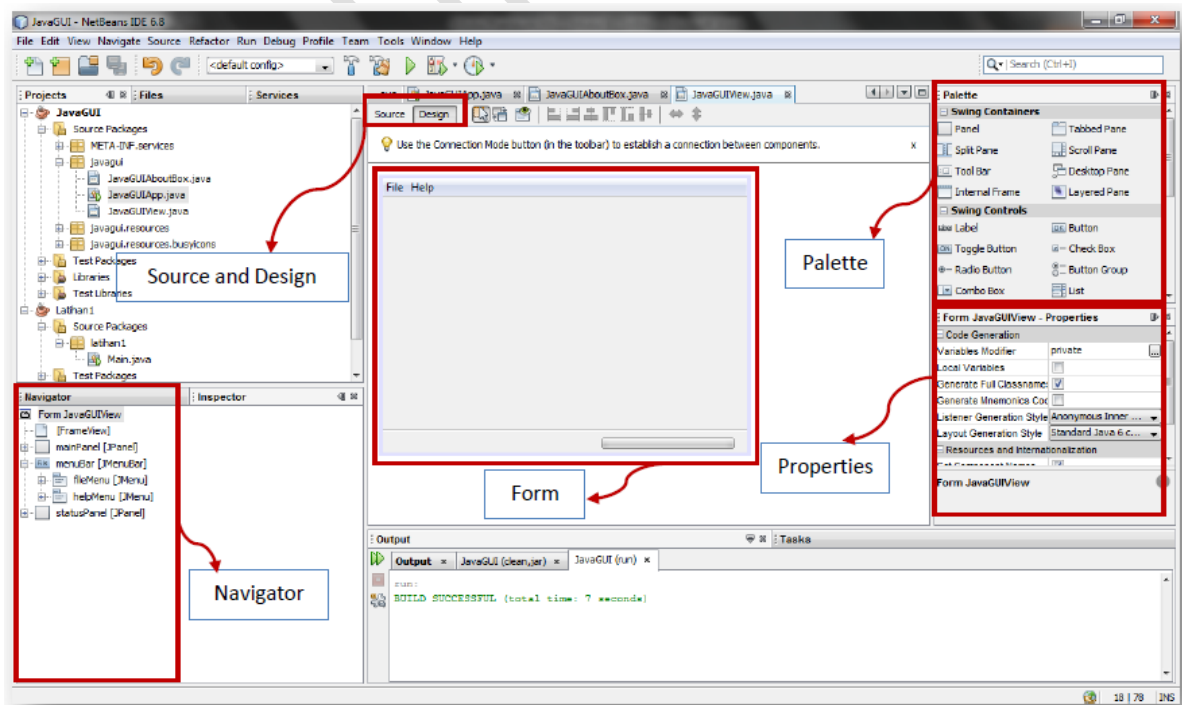 JavaGUI - NetBeans IDE 6.8
File Edit View Navigate Source Refactor Run Debug Profile Team Tools Window Help
<default config>
Search (Ctrl+I)
Projects
Files
Services
JavaGUI
Source Packages
META-INF.services
javagui
JavaGUIAboutBox.java
JavaGUIApp.java
JavaGUIView.java
javagui.resources
javagui.resources.busyicons
Test Packages
Libraries
Test Libraries
Latihan1
Source Packages
latihan1
Main.java
Test Packages
Source and Design
Navigator
Inspector
Form JavaGUIView
[FrameView]
mainPanel [JPanel]
menuBar [JMenuBar]
fileMenu [JMenu]
helpMenu [JMenu]
statusPanel [JPanel]
Navigator
JavaGUIApp.java
JavaGUIAboutBox.java
JavaGUIView.java
Source Design
Use the Connection Mode button (in the toolbar) to establish a connection between components.
File Help
Form
Palette
Properties
Palette
Swing Containers
Panel Tabbed Pane
Split Pane Scroll Pane
Tool Bar Desktop Pane
Internal Frame Layered Pane
Swing Controls
Label Button
Toggle Button Check Box
Radio Button Button Group
Combo Box List
Form JavaGUIView - Properties
Code Generation
Variables Modifier private
Local Variables
Generate Full Classname
Generate Mnemonics Co
Listener Generation Style Anonymous Inner ...
Layout Generation Style Standard Java 6 c...
Resources and Internationalization
Form JavaGUIView
Output
Tasks
Output
JavaGUI (clean,jar)
JavaGUI (run)
run:
BUILD SUCCESSFUL (total time: 7 seconds)
18 | 78 INS